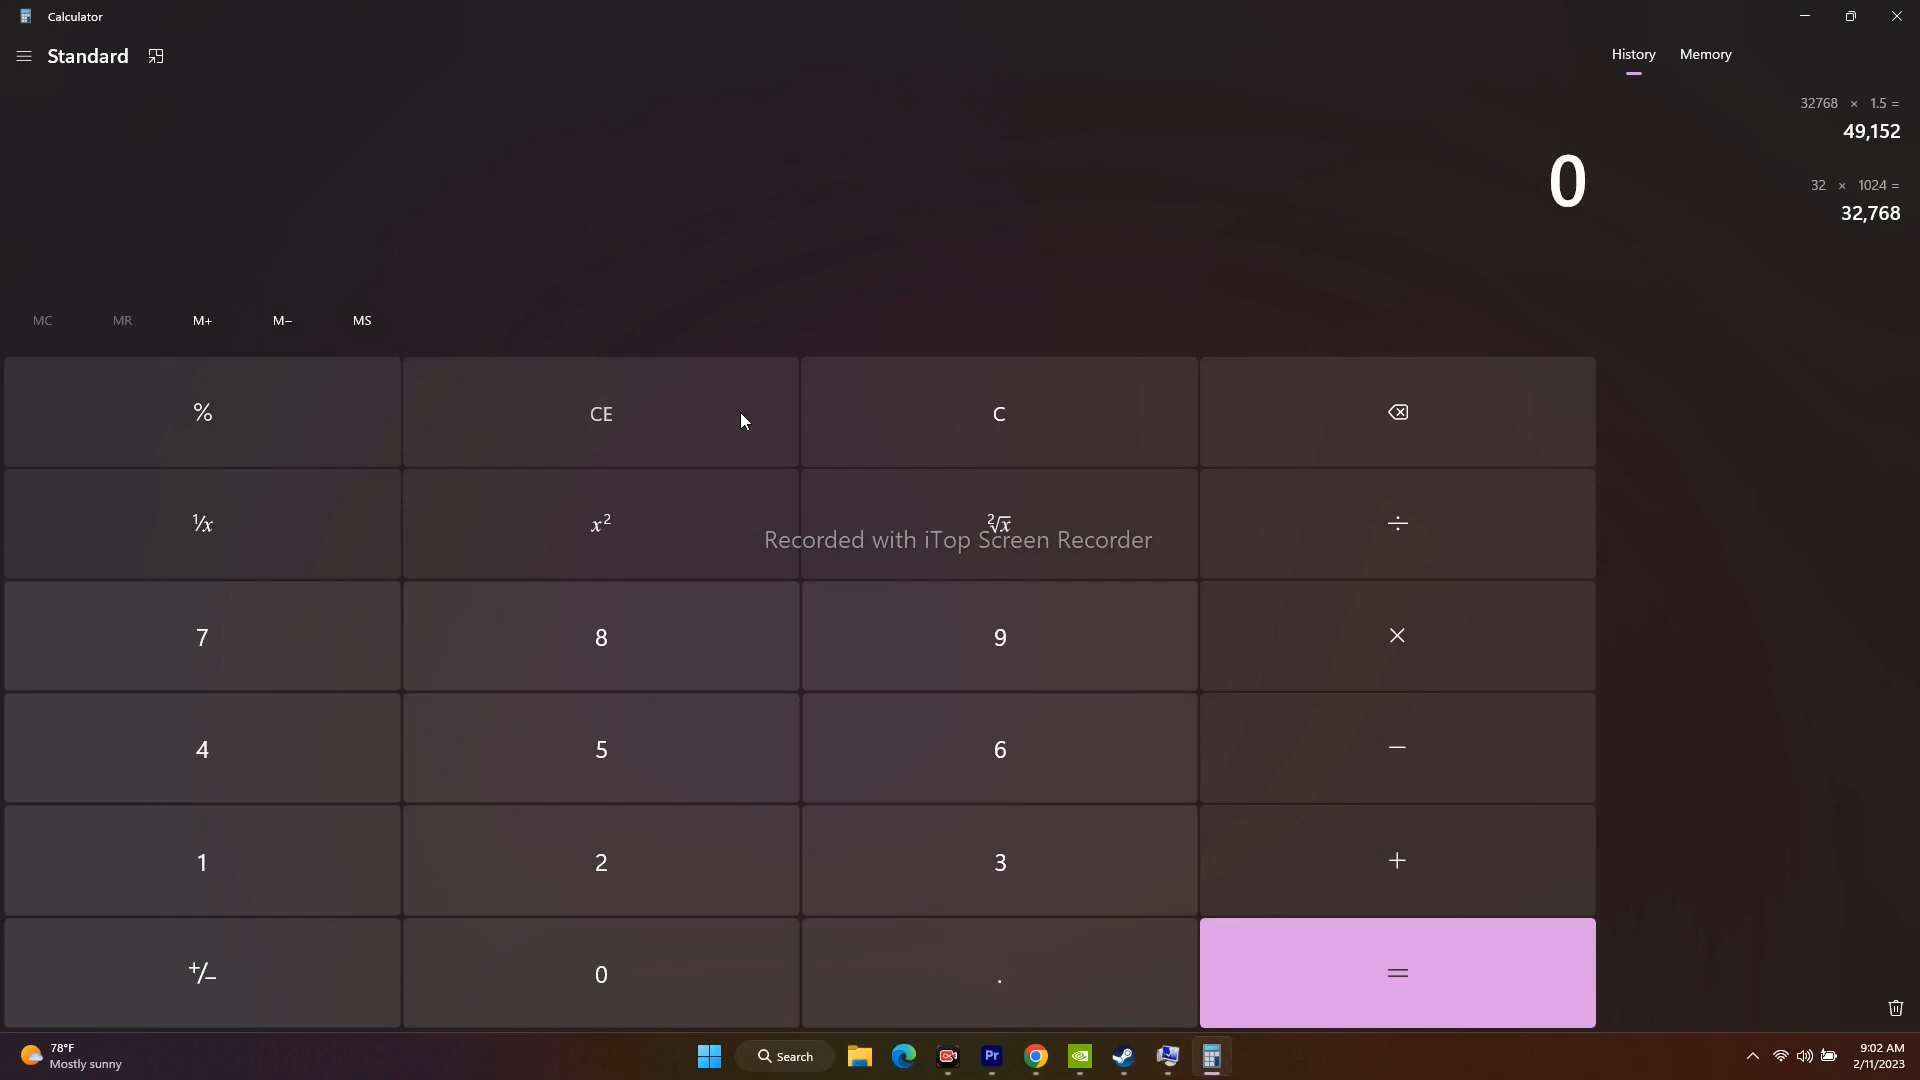 Calculator
Standard
History Memory
32768 × 1.5 =
49,152
0
32 × 1024 =
32,768
MC MR M+ M− MS
% CE C
⅟x x² ²√x ÷
7 8 9 ×
Recorded with iTop Screen Recorder
4 5 6 −
1 2 3 +
+/− 0 . =
78°F
Mostly sunny
Search
Pr
9:02 AM
2/11/2023